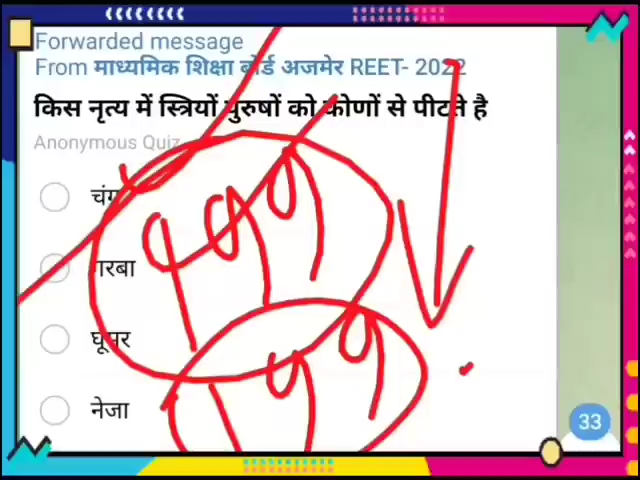 Forwarded message
From माध्यमिक शिक्षा बोर्ड अजमेर REET- 2022
किस नृत्य में स्त्रियों पुरुषों को कोणों से पीटते है
Anonymous Quiz
चंग
गरबा
घूमर
नेजा
33